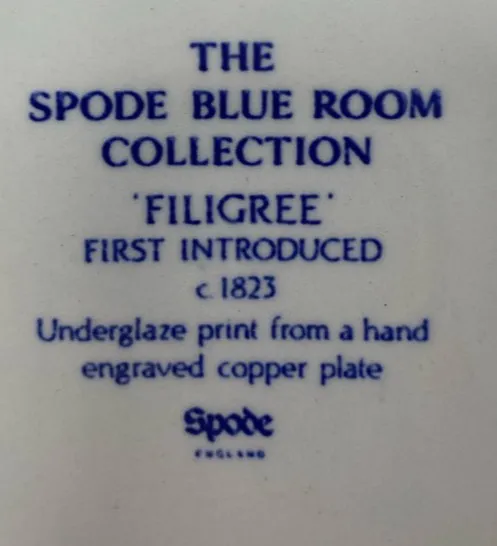 THE
SPODE BLUE ROOM
COLLECTION
'FILIGREE'
FIRST INTRODUCED
c.1823
Underglaze print from a hand
engraved copper plate
Spode
ENGLAND